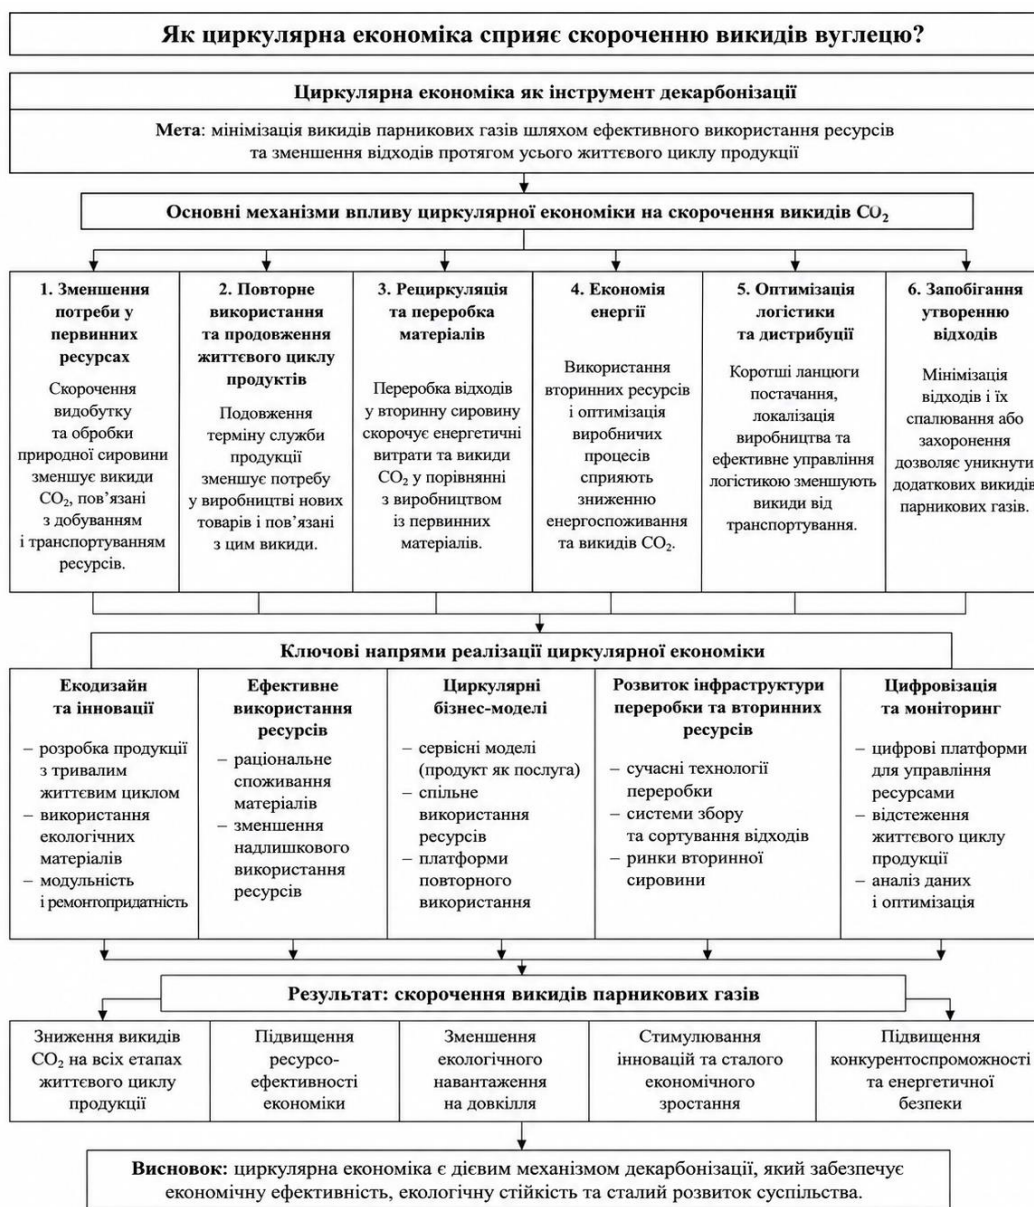 Як циркулярна економіка сприяє скороченню викидів вуглецю?
Циркулярна економіка як інструмент декарбонізації
Мета: мінімізація викидів парникових газів шляхом ефективного використання ресурсів
та зменшення відходів протягом усього життєвого циклу продукції
Основні механізми впливу циркулярної економіки на скорочення викидів CO₂
1. Зменшення
потреби у
первинних
ресурсах
Скорочення
видобутку
та обробки
природної сировини
зменшує викиди
CO₂, пов’язані
з добуванням
і транспортуванням
ресурсів.
2. Повторне
використання
та продовження
життєвого циклу
продуктів
Подовження
терміну служби
продукції
зменшує потребу
у виробництві нових
товарів і пов’язані
з цим викиди.
3. Рециркуляція
та переробка
матеріалів
Переробка відходів
у вторинну сировину
скорочує енергетичні
витрати та викиди
CO₂ у порівнянні
з виробництвом
із первинних
матеріалів.
4. Економія
енергії
Використання
вторинних ресурсів
і оптимізація
виробничих
процесів
сприяють
зниженню
енергоспоживання
та викидів CO₂.
5. Оптимізація
логістики
та дистрибуції
Коротші ланцюги
постачання,
локалізація
виробництва та
ефективне управління
логістикою зменшують
викиди від
транспортування.
6. Запобігання
утворенню
відходів
Мінімізація
відходів і їх
спалювання або
захоронення
дозволяє уникнути
додаткових викидів
парникових газів.
Ключові напрями реалізації циркулярної економіки
Екодизайн
та інновації
– розробка продукції
з тривалим
життєвим циклом
– використання
екологічних
матеріалів
– модульність
і ремонтопридатність
Ефективне
використання
ресурсів
– раціональне
споживання
матеріалів
– зменшення
надлишкового
використання
ресурсів
Циркулярні
бізнес-моделі
– сервісні моделі
(продукт як послуга)
– спільне
використання
ресурсів
– платформи
повторного
використання
Розвиток інфраструктури
переробки та вторинних
ресурсів
– сучасні технології
переробки
– системи збору
та сортування відходів
– ринки вторинної
сировини
Цифровізація
та моніторинг
– цифрові платформи
для управління
ресурсами
– відстеження
життєвого циклу
продукції
– аналіз даних
і оптимізація
Результат: скорочення викидів парникових газів
Зниження викидів
CO₂ на всіх етапах
життєвого циклу
продукції
Підвищення
ресурсо-
ефективності
економіки
Зменшення
екологічного
навантаження
на довкілля
Стимулювання
інновацій та сталого
економічного
зростання
Підвищення
конкурентоспроможності
та енергетичної
безпеки
Висновок: циркулярна економіка є дієвим механізмом декарбонізації, який забезпечує
економічну ефективність, екологічну стійкість та сталий розвиток суспільства.